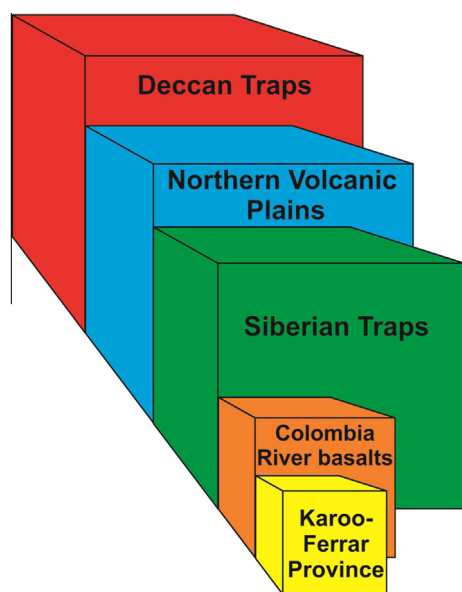 Deccan Traps
Northern Volcanic
Plains
Siberian Traps
Colombia
River basalts
Karoo-
Ferrar
Province